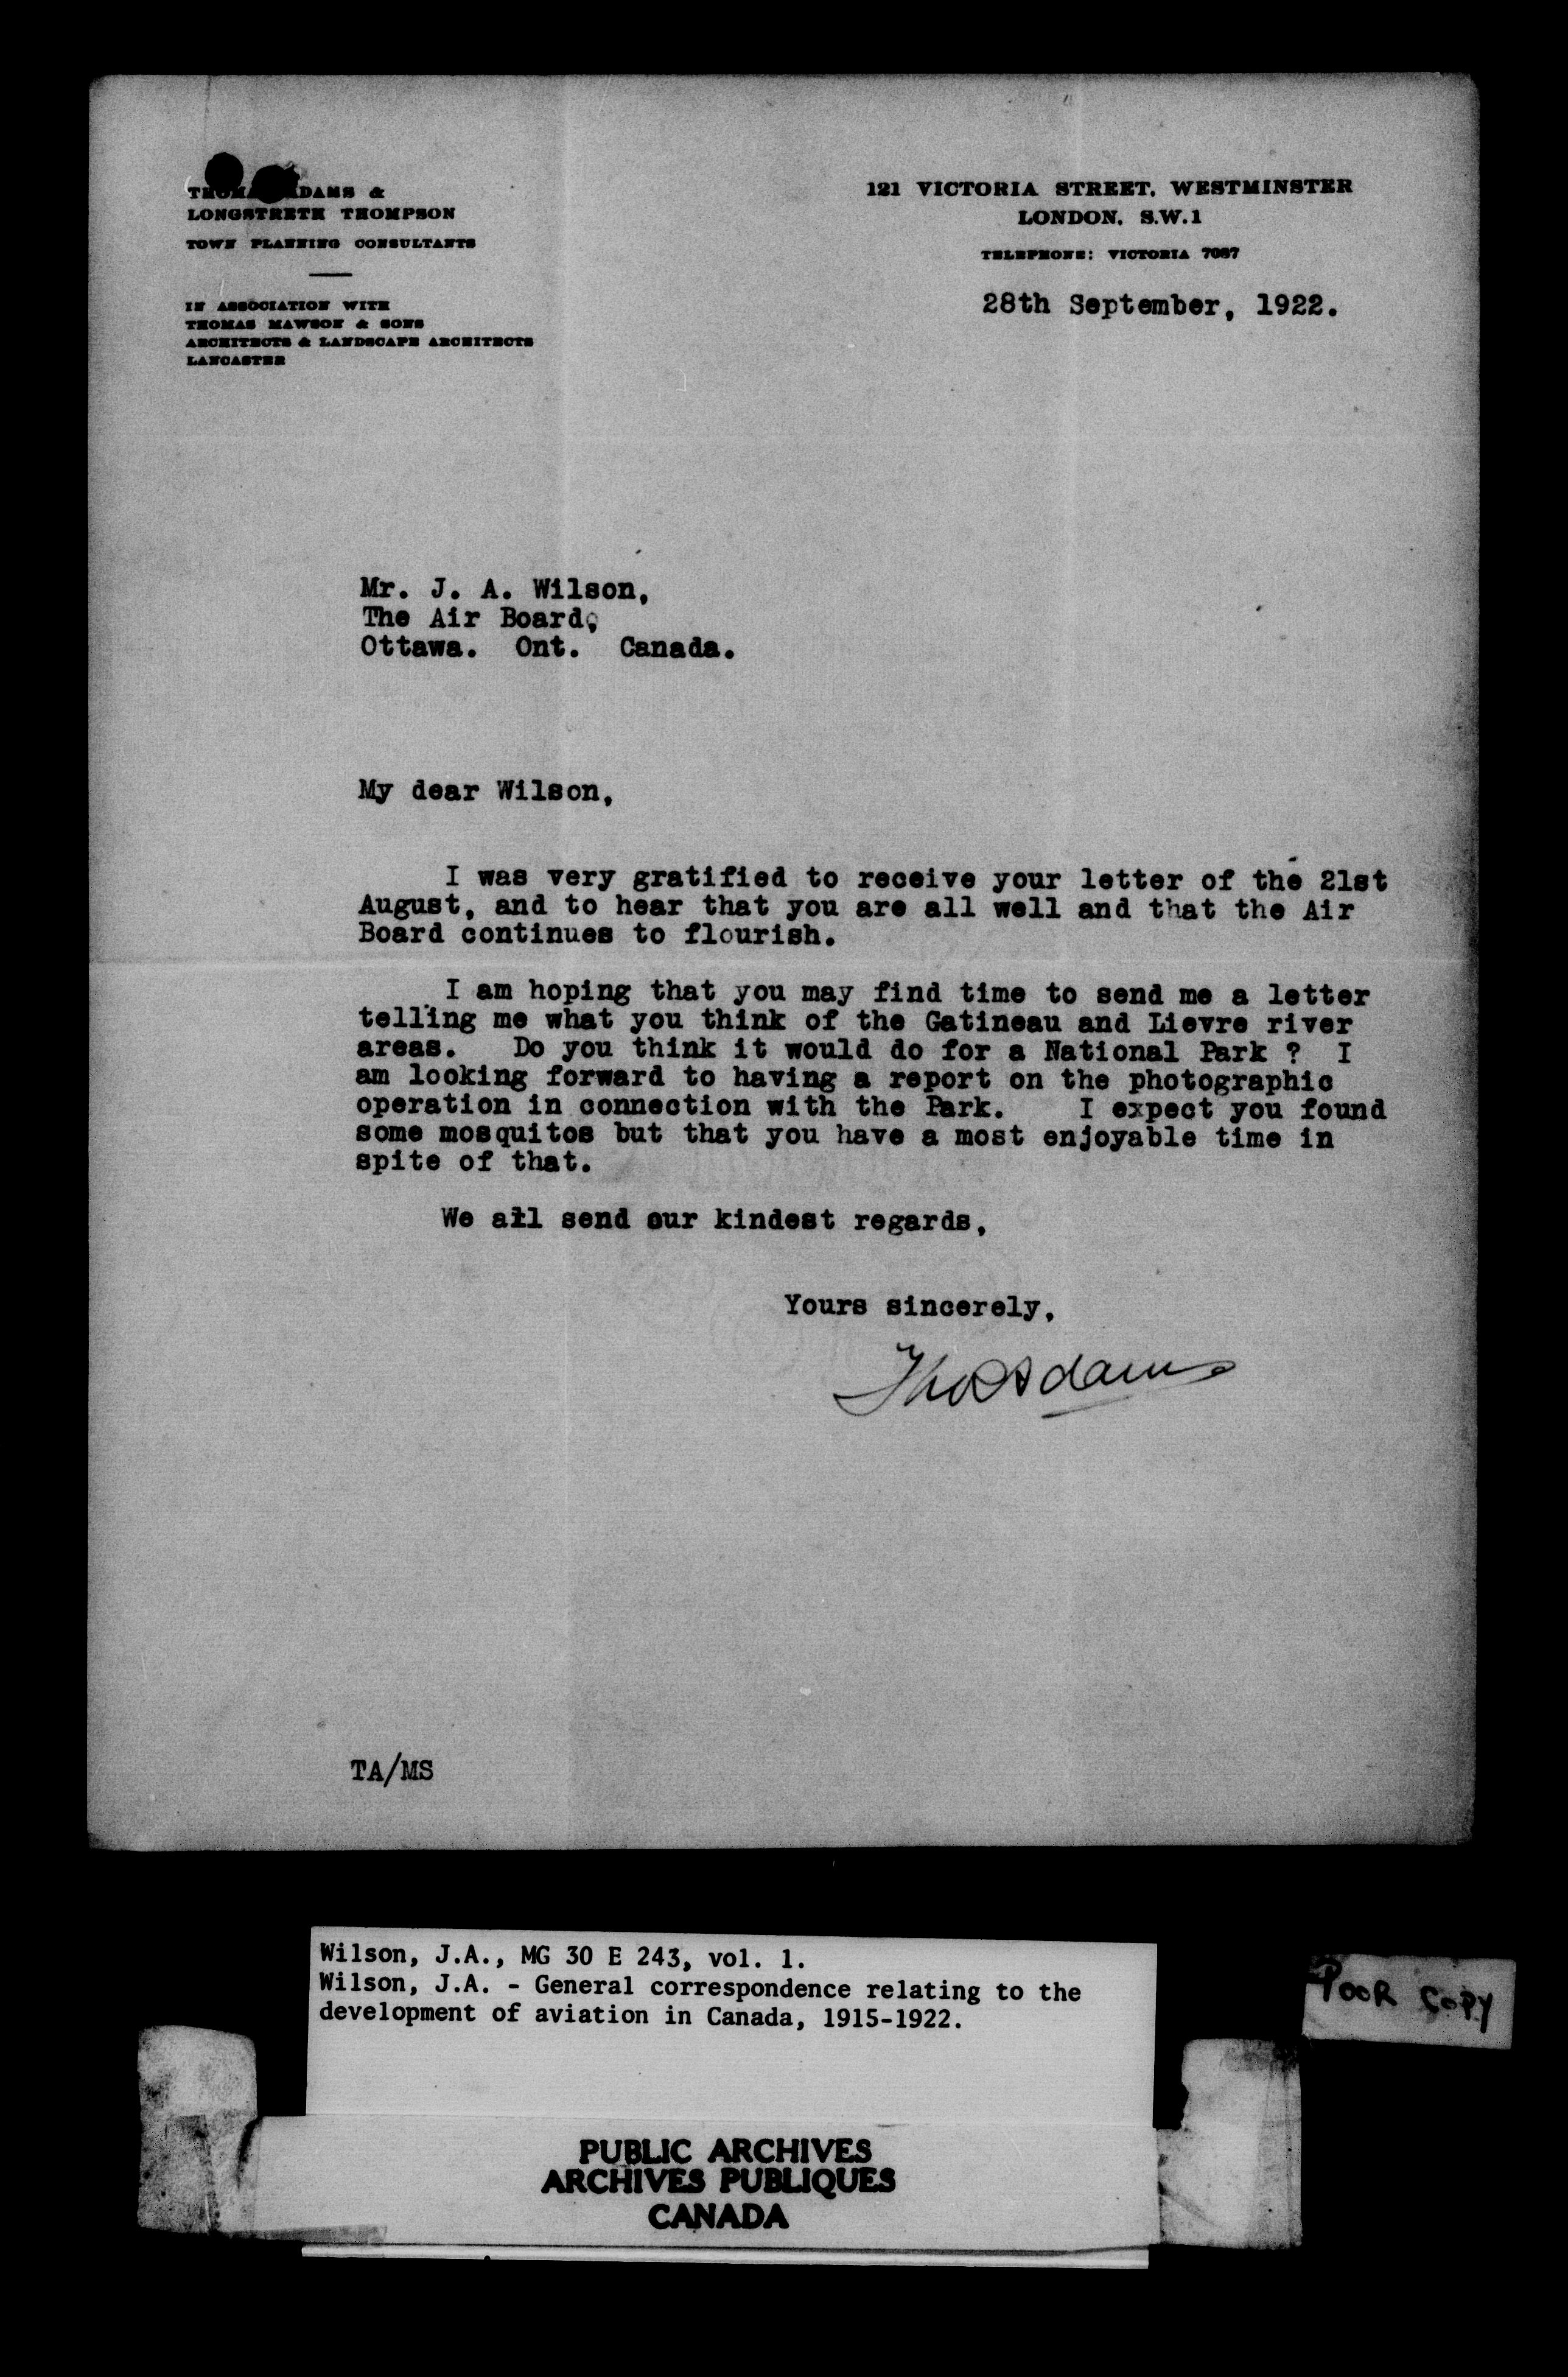 THOMAS ADAMS &
LONGSTRETH THOMPSON
TOWN PLANNING CONSULTANTS
IN ASSOCIATION WITH
THOMAS MAWSON & SONS
ARCHITECTS & LANDSCAPE ARCHITECTS
LANCASTER
121 VICTORIA STREET, WESTMINSTER
LONDON, S.W.1
TELEPHONE: VICTORIA 7087
28th September, 1922.
Mr. J. A. Wilson,
The Air Board,
Ottawa. Ont. Canada.
My dear Wilson,
I was very gratified to receive your letter of the 21st
August, and to hear that you are all well and that the Air
Board continues to flourish.
I am hoping that you may find time to send me a letter
telling me what you think of the Gatineau and Lievre river
areas. Do you think it would do for a National Park ? I
am looking forward to having a report on the photographic
operation in connection with the Park. I expect you found
some mosquitos but that you have a most enjoyable time in
spite of that.
We all send our kindest regards,
Yours sincerely,
Thos Adams
TA/MS
Wilson, J.A., MG 30 E 243, vol. 1.
Wilson, J.A. - General correspondence relating to the
development of aviation in Canada, 1915-1922.
POOR COPY
PUBLIC ARCHIVES
ARCHIVES PUBLIQUES
CANADA